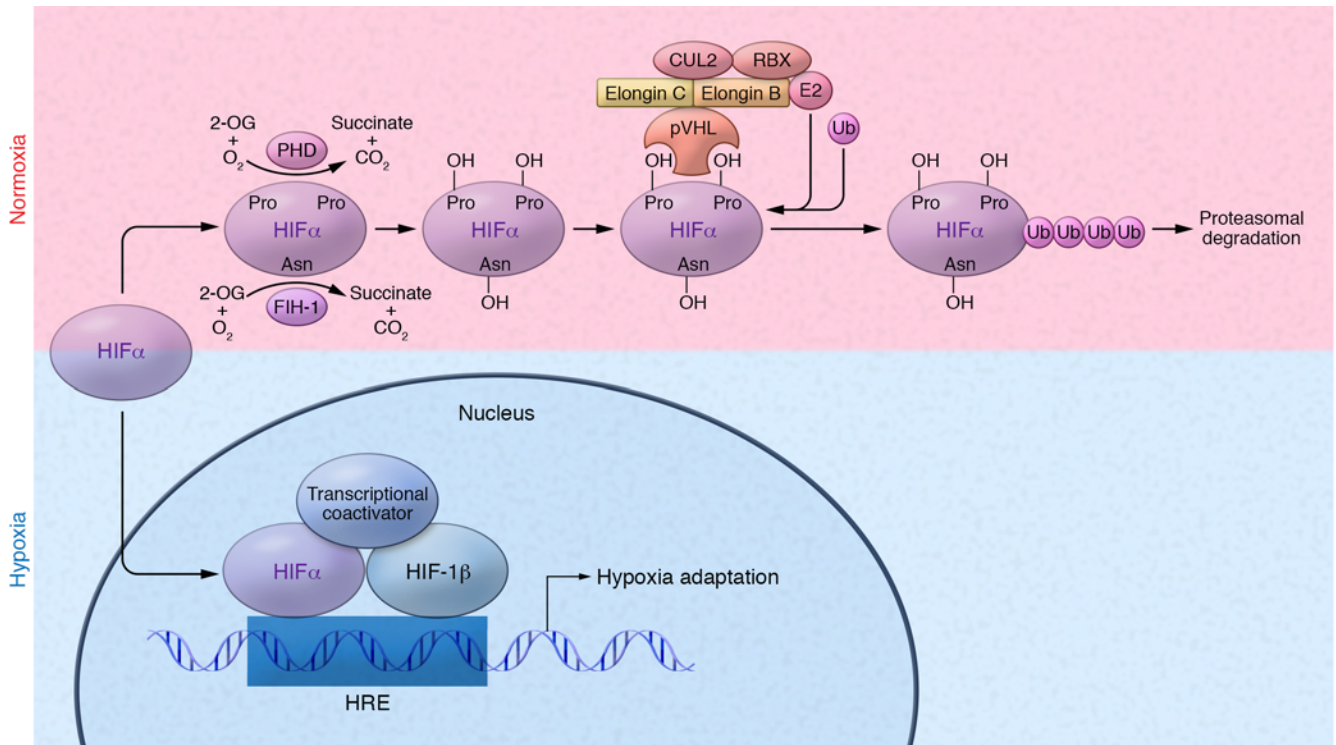 Normoxia
Hypoxia
CUL2
RBX
Elongin C
Elongin B
E2
2-OG
+
O2
PHD
Succinate
+
CO2
pVHL
Ub
OH
OH
OH
OH
OH
OH
Pro
Pro
HIFα
Asn
Pro
Pro
HIFα
Asn
OH
Pro
Pro
HIFα
Asn
OH
Pro
Pro
HIFα
Asn
OH
Ub
Ub
Ub
Ub
Proteasomal
degradation
2-OG
+
O2
FIH-1
Succinate
+
CO2
HIFα
Nucleus
Transcriptional
coactivator
HIFα
HIF-1β
Hypoxia adaptation
HRE